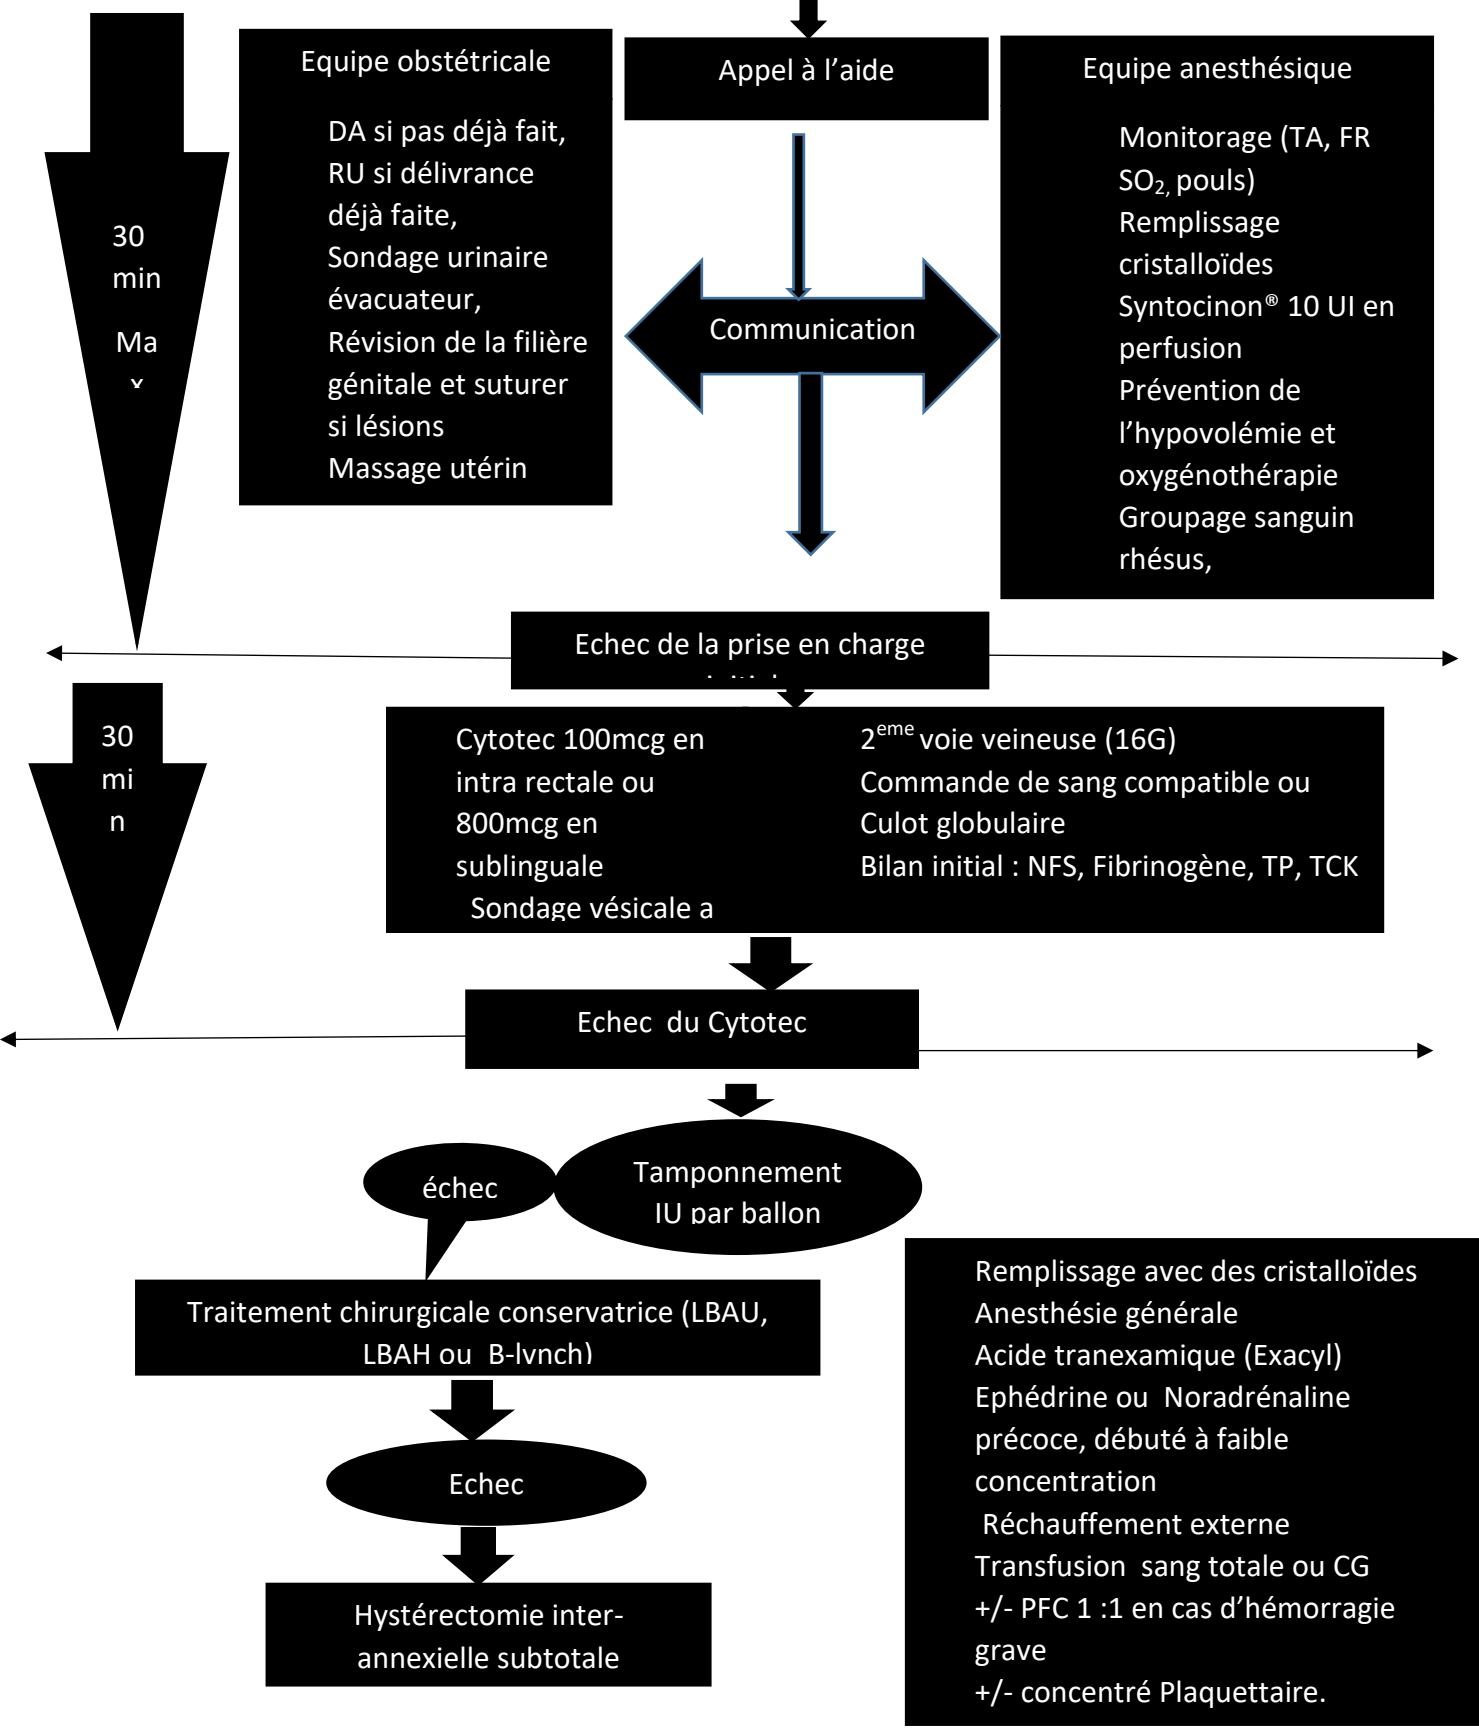 Equipe obstétricale
DA si pas déjà fait,
RU si délivrance
déjà faite,
Sondage urinaire
évacuateur,
Révision de la filière
génitale et suturer
si lésions
Massage utérin
Appel à l’aide
Communication
Equipe anesthésique
Monitorage (TA, FR
SO₂, pouls)
Remplissage
cristalloïdes
Syntocinon® 10 UI en
perfusion
Prévention de
l’hypovolémie et
oxygénothérapie
Groupage sanguin
rhésus,
30
min
Ma
x
Echec de la prise en charge
30
mi
n
Cytotec 100mcg en
intra rectale ou
800mcg en
sublinguale
Sondage vésicale a
2eme voie veineuse (16G)
Commande de sang compatible ou
Culot globulaire
Bilan initial : NFS, Fibrinogène, TP, TCK
Echec  du Cytotec
Tamponnement
IU par ballon
échec
Traitement chirurgicale conservatrice (LBAU,
LBAH ou  B-lynch)
Echec
Hystérectomie inter-
annexielle subtotale
Remplissage avec des cristalloïdes
Anesthésie générale
Acide tranexamique (Exacyl)
Ephédrine ou  Noradrénaline
précoce, débuté à faible
concentration
Réchauffement externe
Transfusion  sang totale ou CG
+/- PFC 1 :1 en cas d’hémorragie
grave
+/- concentré Plaquettaire.